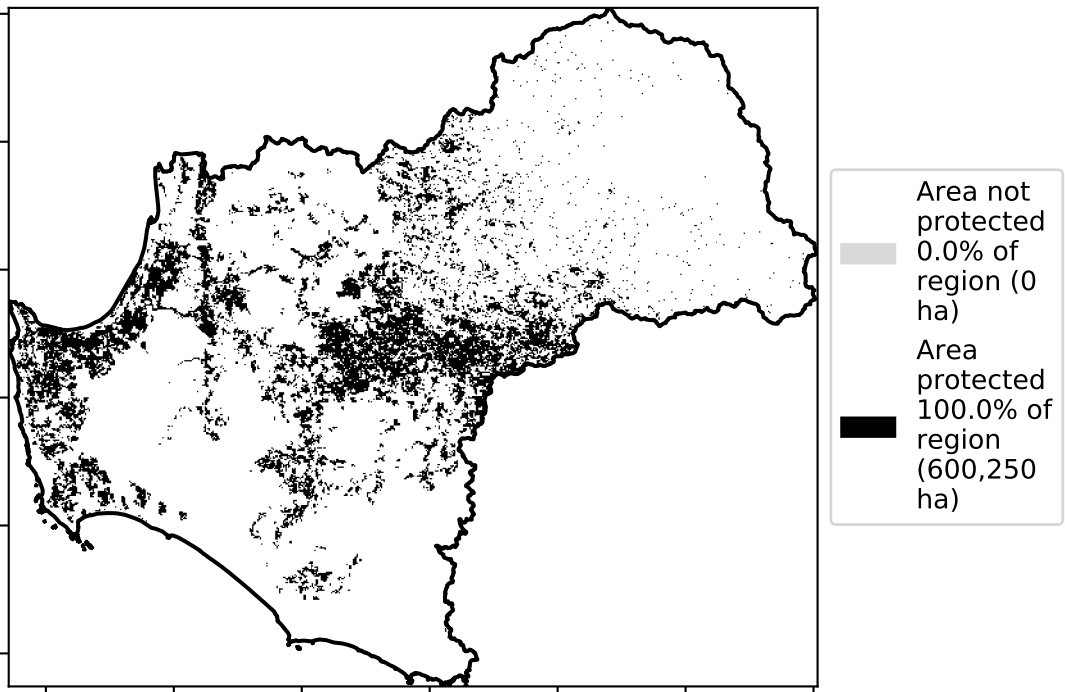 Area not
protected
0.0% of
region (0
ha)
Area
protected
100.0% of
region
(600,250
ha)